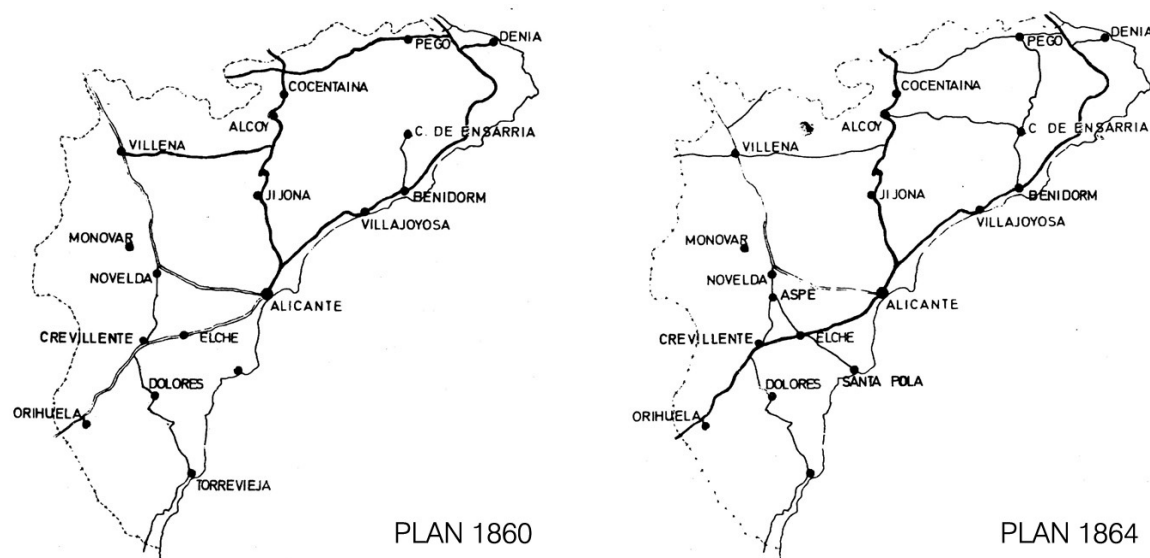 DENIA
PEGO
COCENTAINA
ALCOY
C. DE ENSARRIA
VILLENA
JIJONA
BENIDORM
VILLAJOYOSA
MONOVAR
NOVELDA
ALICANTE
CREVILLENTE
ELCHE
DOLORES
ORIHUELA
TORREVIEJA
PLAN 1860
DENIA
PEGO
COCENTAINA
ALCOY
C. DE ENSARRIA
VILLENA
JIJONA
BENIDORM
VILLAJOYOSA
MONOVAR
NOVELDA
ASPE
ALICANTE
CREVILLENTE
ELCHE
DOLORES
SANTA POLA
ORIHUELA
PLAN 1864